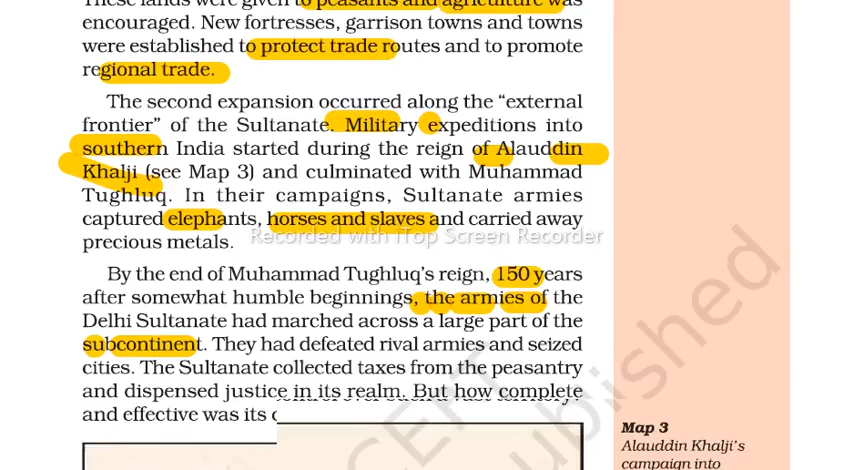 These lands were given to peasants and agriculture was
encouraged. New fortresses, garrison towns and towns
were established to protect trade routes and to promote
regional trade.
The second expansion occurred along the “external
frontier” of the Sultanate. Military expeditions into
southern India started during the reign of Alauddin
Khalji (see Map 3) and culminated with Muhammad
Tughluq. In their campaigns, Sultanate armies
captured elephants, horses and slaves and carried away
precious metals.
Recorded with iTop Screen Recorder
By the end of Muhammad Tughluq’s reign, 150 years
after somewhat humble beginnings, the armies of the
Delhi Sultanate had marched across a large part of the
subcontinent. They had defeated rival armies and seized
cities. The Sultanate collected taxes from the peasantry
and dispensed justice in its realm. But how complete
and effective was its
Map 3
Alauddin Khalji’s
campaign into